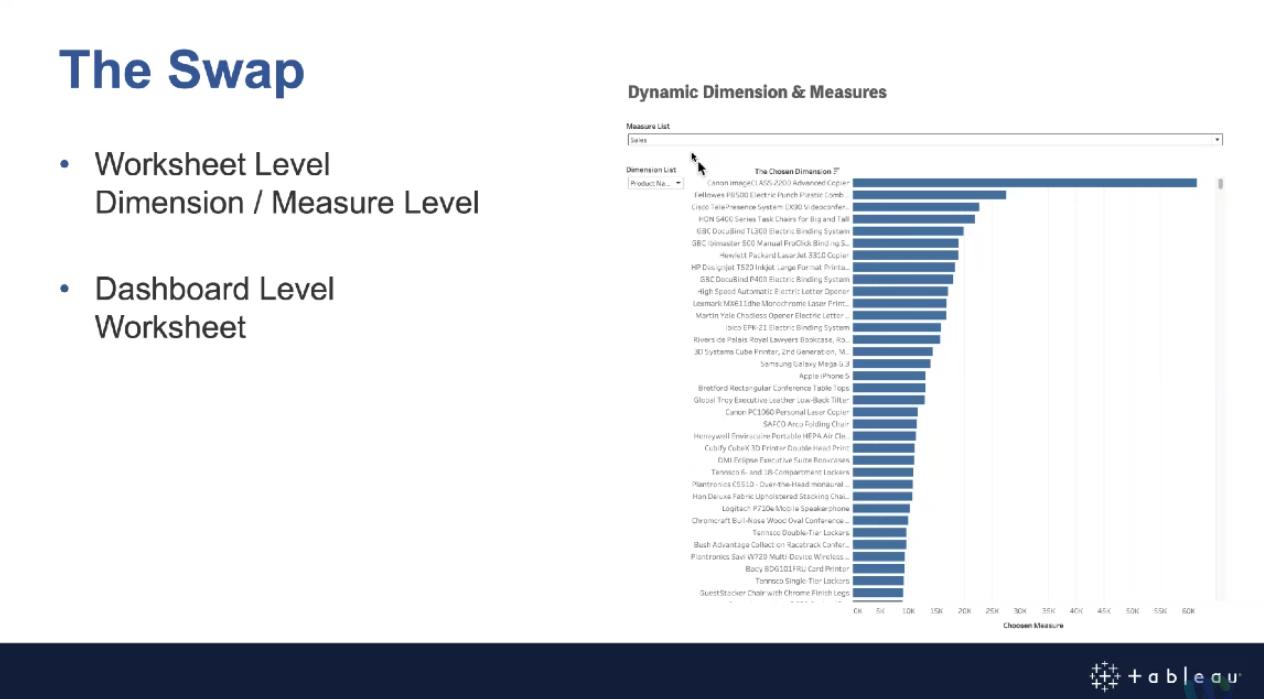 The Swap
• Worksheet Level
Dimension / Measure Level
• Dashboard Level
Worksheet
Dynamic Dimension & Measures
Measure List
Sales
Dimension List
Product Na...
The Chosen Dimension
Canon imageCLASS 2200 Advanced Copier
Fellowes PB500 Electric Punch Plastic Comb...
Cisco TelePresence System EX90 Videoconfer...
HON 5400 Series Task Chairs for Big and Tall
GBC DocuBind TL300 Electric Binding System
GBC Ibimaster 500 Manual ProClick Binding S...
Hewlett Packard LaserJet 3310 Copier
HP Designjet T520 Inkjet Large Format Printe...
GBC DocuBind P400 Electric Binding System
High Speed Automatic Electric Letter Opener
Lexmark MX611dhe Monochrome Laser Print...
Martin Yale Chadless Opener Electric Letter ...
Ibico EPK-21 Electric Binding System
Riverside Palais Royal Lawyers Bookcase, Ro...
3D Systems Cube Printer, 2nd Generation, M...
Samsung Galaxy Mega 6.3
Apple iPhone 5
Bretford Rectangular Conference Table Tops
Global Troy Executive Leather Low-Back Tilter
Canon PC1060 Personal Laser Copier
SAFCO Arco Folding Chair
Honeywell Enviracaire Portable HEPA Air Cle...
Cubify CubeX 3D Printer Double Head Print
DMI Eclipse Executive Suite Bookcases
Tennsco 6- and 18-Compartment Lockers
Plantronics CS510 - Over-the-Head monaural ...
Hon Deluxe Fabric Upholstered Stacking Chai...
Logitech P710e Mobile Speakerphone
Chromcraft Bull-Nose Wood Oval Conference...
Tennsco Double-Tier Lockers
Bush Advantage Collection Racetrack Confer...
Plantronics Savi W720 Multi-Device Wireless ...
Bady BDG101FRU Card Printer
Tennsco Single-Tier Lockers
GuestStacker Chair with Chrome Finish Legs
0K 5K 10K 15K 20K 25K 30K 35K 40K 45K 50K 55K 60K
Choosen Measure
+ a b | e a u